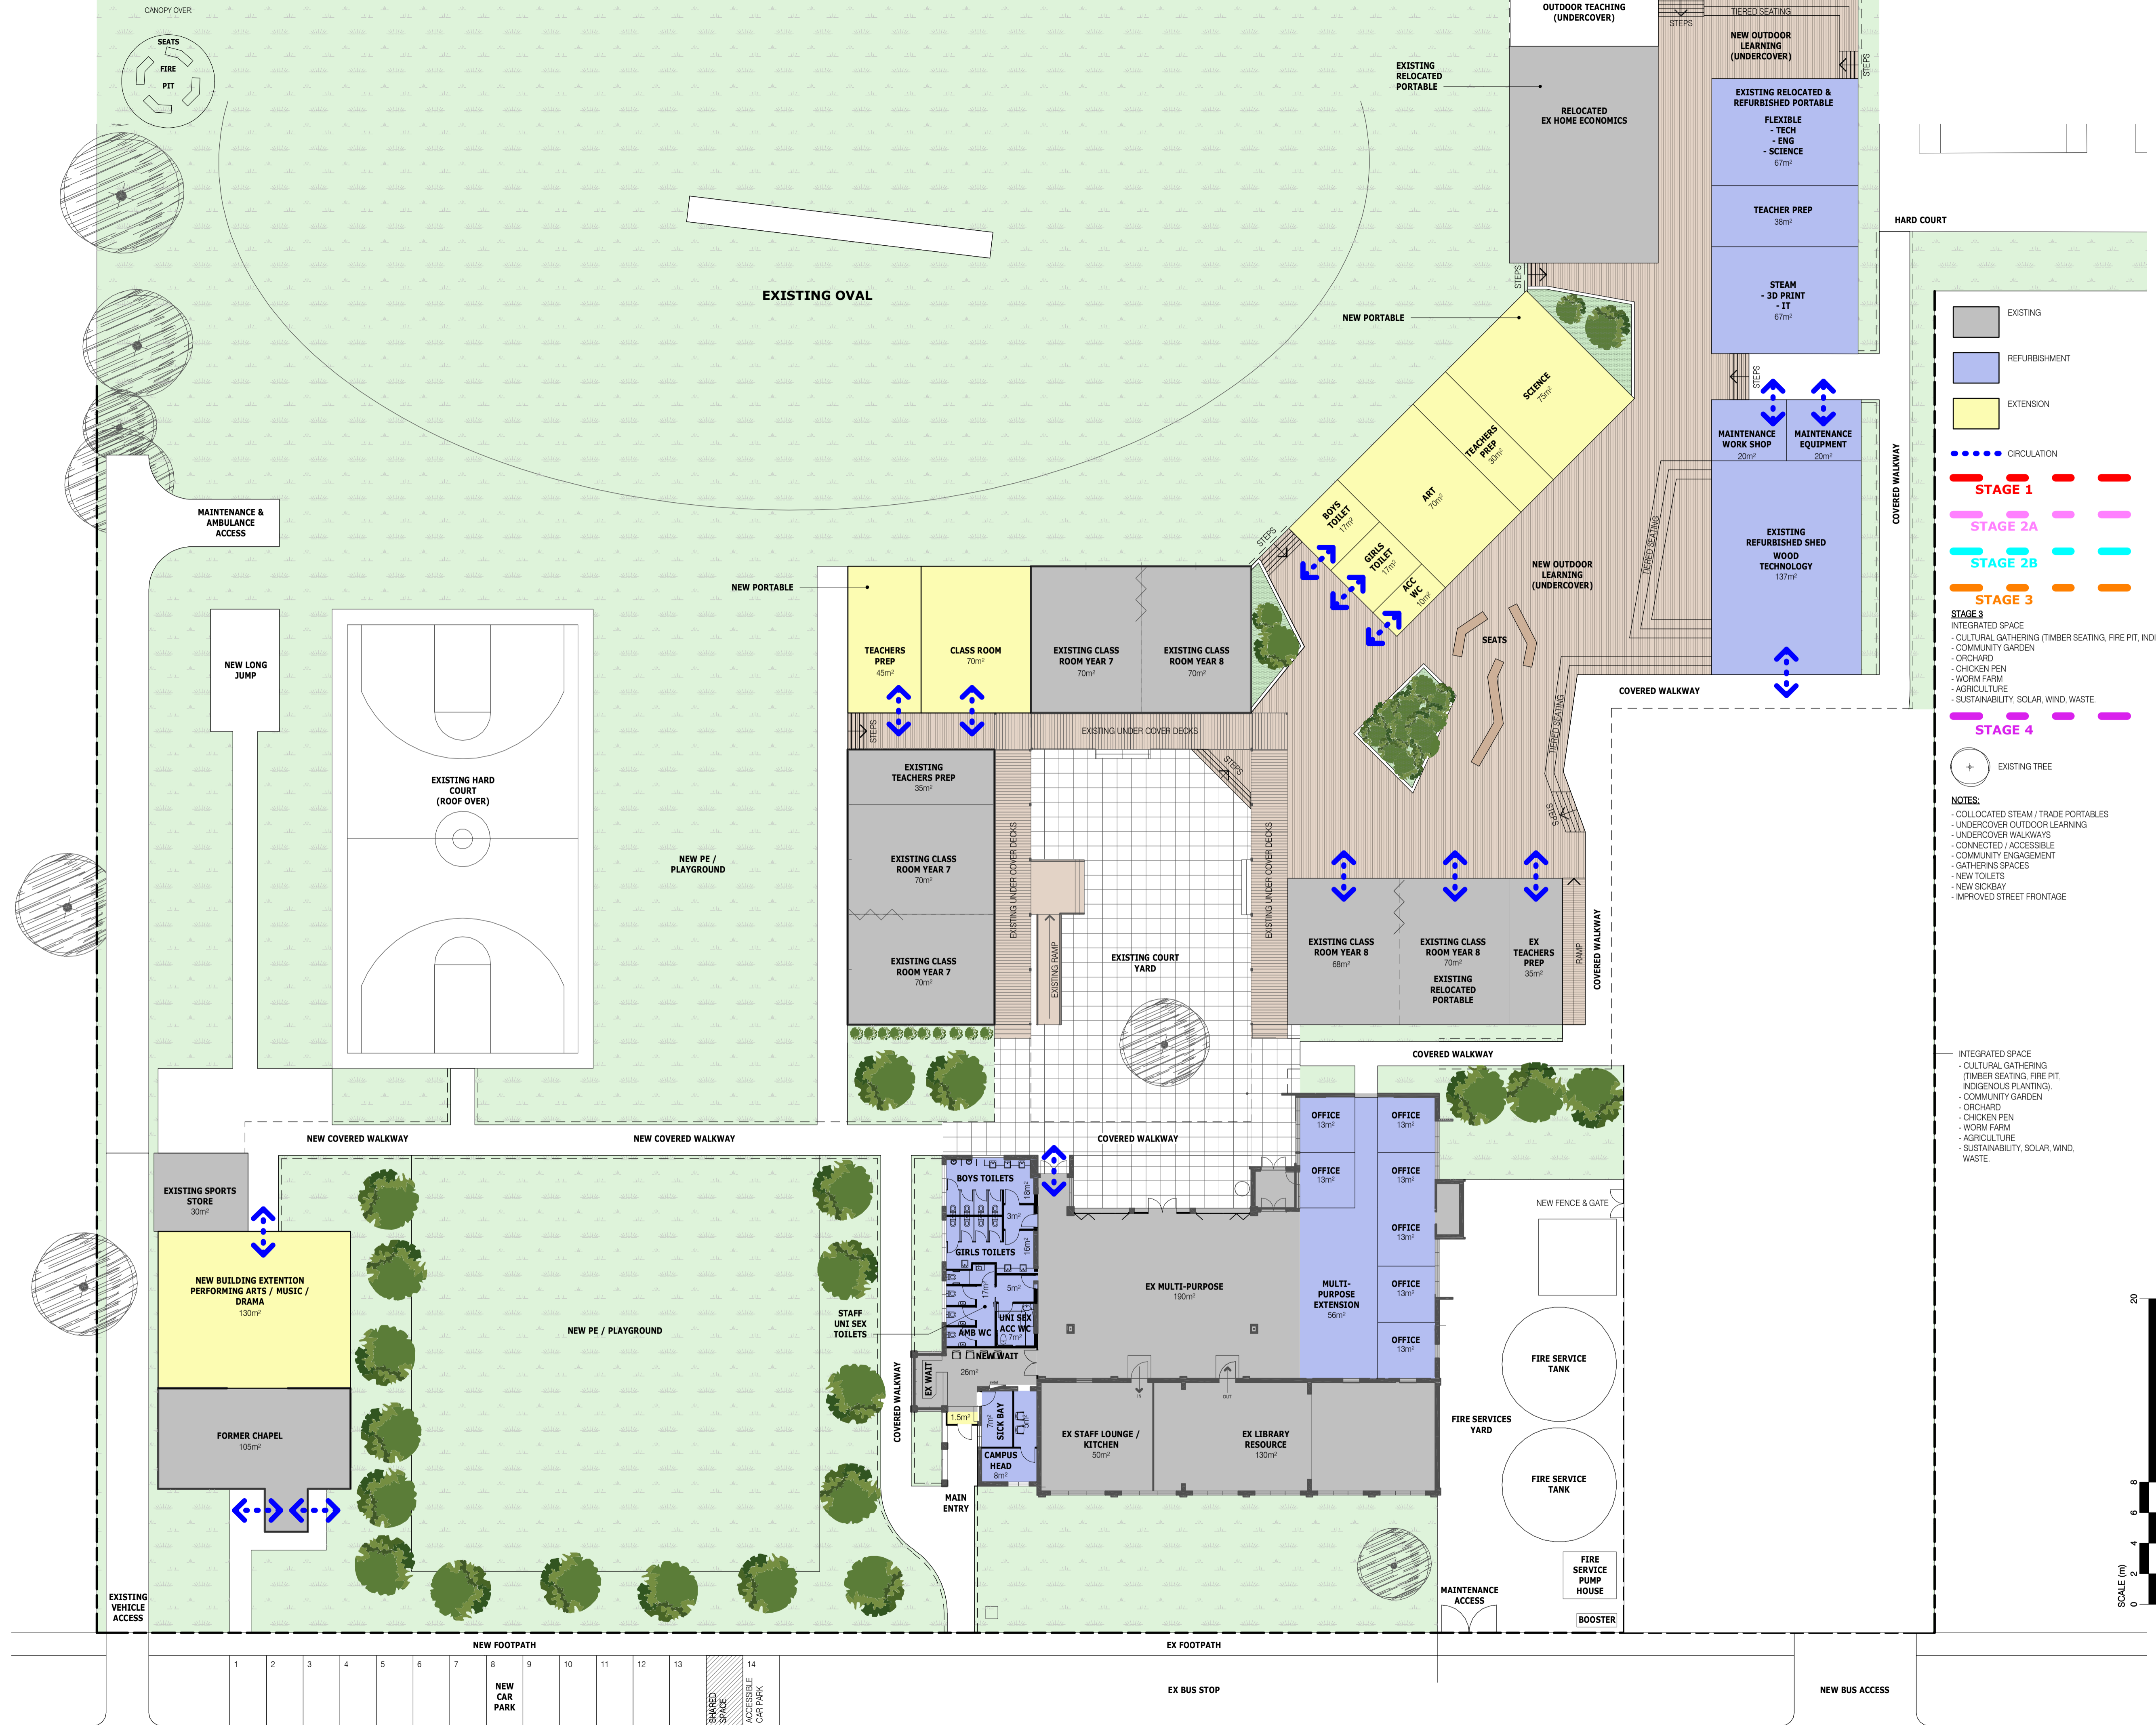 CANOPY OVER.
SEATS
FIRE
PIT
OUTDOOR TEACHING
(UNDERCOVER)
STEPS
TIERED SEATING
NEW OUTDOOR
LEARNING
(UNDERCOVER)
STEPS
EXISTING
RELOCATED
PORTABLE
RELOCATED
EX HOME ECONOMICS
EXISTING RELOCATED &
REFURBISHED PORTABLE
FLEXIBLE
- TECH
- ENG
- SCIENCE
67m²
TEACHER PREP
38m²
STEAM
- 3D PRINT
- IT
67m²
HARD COURT
EXISTING OVAL
STEPS
NEW PORTABLE
SCIENCE
75m²
TEACHERS
PREP
30m²
ART
70m²
BOYS
TOILET
17m²
GIRLS
TOILET
17m²
ACC
WC
10m²
STEPS
STEPS
MAINTENANCE
WORK SHOP
20m²
MAINTENANCE
EQUIPMENT
20m²
COVERED WALKWAY
EXISTING
REFURBISHED SHED
WOOD
TECHNOLOGY
137m²
TIERED SEATING
NEW OUTDOOR
LEARNING
(UNDERCOVER)
SEATS
COVERED WALKWAY
TIERED SEATING
STEPS
EXISTING
REFURBISHMENT
EXTENSION
CIRCULATION
STAGE 1
STAGE 2A
STAGE 2B
STAGE 3
STAGE 3
INTEGRATED SPACE
- CULTURAL GATHERING (TIMBER SEATING, FIRE PIT, INDI
- COMMUNITY GARDEN
- ORCHARD
- CHICKEN PEN
- WORM FARM
- AGRICULTURE
- SUSTAINABILITY, SOLAR, WIND, WASTE.
STAGE 4
EXISTING TREE
NOTES:
- COLLOCATED STEAM / TRADE PORTABLES
- UNDERCOVER OUTDOOR LEARNING
- UNDERCOVER WALKWAYS
- CONNECTED / ACCESSIBLE
- COMMUNITY ENGAGEMENT
- GATHERINS SPACES
- NEW TOILETS
- NEW SICKBAY
- IMPROVED STREET FRONTAGE
INTEGRATED SPACE
- CULTURAL GATHERING
(TIMBER SEATING, FIRE PIT,
INDIGENOUS PLANTING).
- COMMUNITY GARDEN
- ORCHARD
- CHICKEN PEN
- WORM FARM
- AGRICULTURE
- SUSTAINABILITY, SOLAR, WIND,
WASTE.
MAINTENANCE &
AMBULANCE
ACCESS
NEW LONG
JUMP
EXISTING HARD
COURT
(ROOF OVER)
NEW PE /
PLAYGROUND
NEW PORTABLE
TEACHERS
PREP
45m²
CLASS ROOM
70m²
EXISTING CLASS
ROOM YEAR 7
70m²
EXISTING CLASS
ROOM YEAR 8
70m²
STEPS
EXISTING UNDER COVER DECKS
STEPS
EXISTING
TEACHERS PREP
35m²
EXISTING CLASS
ROOM YEAR 7
70m²
EXISTING CLASS
ROOM YEAR 7
70m²
EXISTING UNDER COVER DECKS
EXISTING RAMP
EXISTING COURT
YARD
EXISTING UNDER COVER DECKS
EXISTING CLASS
ROOM YEAR 8
68m²
EXISTING CLASS
ROOM YEAR 8
70m²
EXISTING
RELOCATED
PORTABLE
EX
TEACHERS
PREP
35m²
RAMP
COVERED WALKWAY
COVERED WALKWAY
NEW COVERED WALKWAY
NEW COVERED WALKWAY
COVERED WALKWAY
EXISTING SPORTS
STORE
30m²
NEW BUILDING EXTENTION
PERFORMING ARTS / MUSIC /
DRAMA
130m²
FORMER CHAPEL
105m²
NEW PE / PLAYGROUND
STAFF
UNI SEX
TOILETS
COVERED WALKWAY
BOYS TOILETS
18m²
3m²
GIRLS TOILETS
16m²
17m²
5m²
AMB WC
UNI SEX
ACC WC
7m²
NEW WAIT
26m²
EX WAIT
1.5m²
SICK BAY
7m²
CAMPUS
HEAD
8m²
MAIN
ENTRY
EX MULTI-PURPOSE
190m²
IN
OUT
EX STAFF LOUNGE /
KITCHEN
50m²
EX LIBRARY
RESOURCE
130m²
MULTI-
PURPOSE
EXTENSION
56m²
OFFICE
13m²
OFFICE
13m²
OFFICE
13m²
OFFICE
13m²
OFFICE
13m²
OFFICE
13m²
OFFICE
13m²
NEW FENCE & GATE
FIRE SERVICE
TANK
FIRE SERVICES
YARD
FIRE SERVICE
TANK
FIRE
SERVICE
PUMP
HOUSE
BOOSTER
MAINTENANCE
ACCESS
EXISTING
VEHICLE
ACCESS
NEW FOOTPATH
EX FOOTPATH
1
2
3
4
5
6
7
8
9
10
11
12
13
14
NEW
CAR
PARK
SHARED
SPACE
ACCESSIBLE
CAR PARK
EX BUS STOP
NEW BUS ACCESS
SCALE (m)
0
2
4
6
8
20